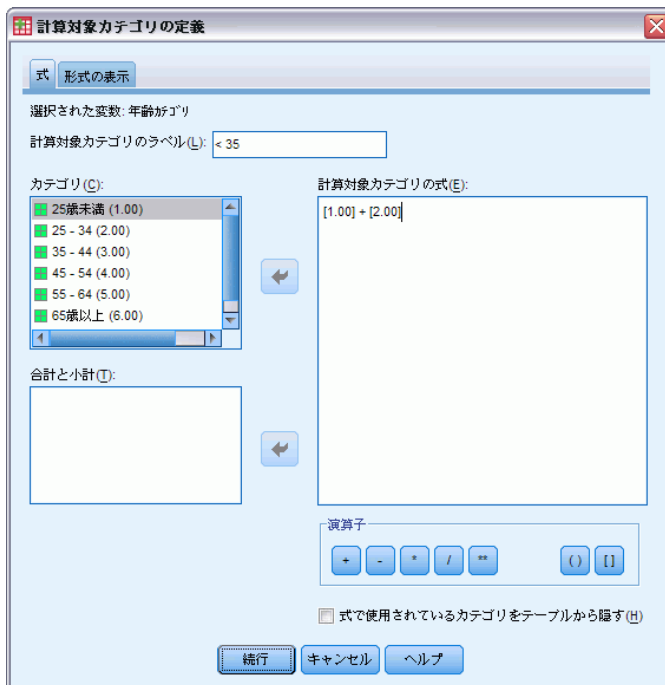 計算対象カテゴリの定義
式 形式の表示
選択された変数: 年齢ｶﾃｺﾞﾘ
計算対象カテゴリのラベル(L): < 35
カテゴリ(C):
25歳未満 (1.00)
25 - 34 (2.00)
35 - 44 (3.00)
45 - 54 (4.00)
55 - 64 (5.00)
65歳以上 (6.00)
合計と小計(T):
計算対象カテゴリの式(E):
[1.00] + [2.00]
演算子
+ - * / ** ( ) [ ]
式で使用されているカテゴリをテーブルから隠す(H)
続行 キャンセル ヘルプ